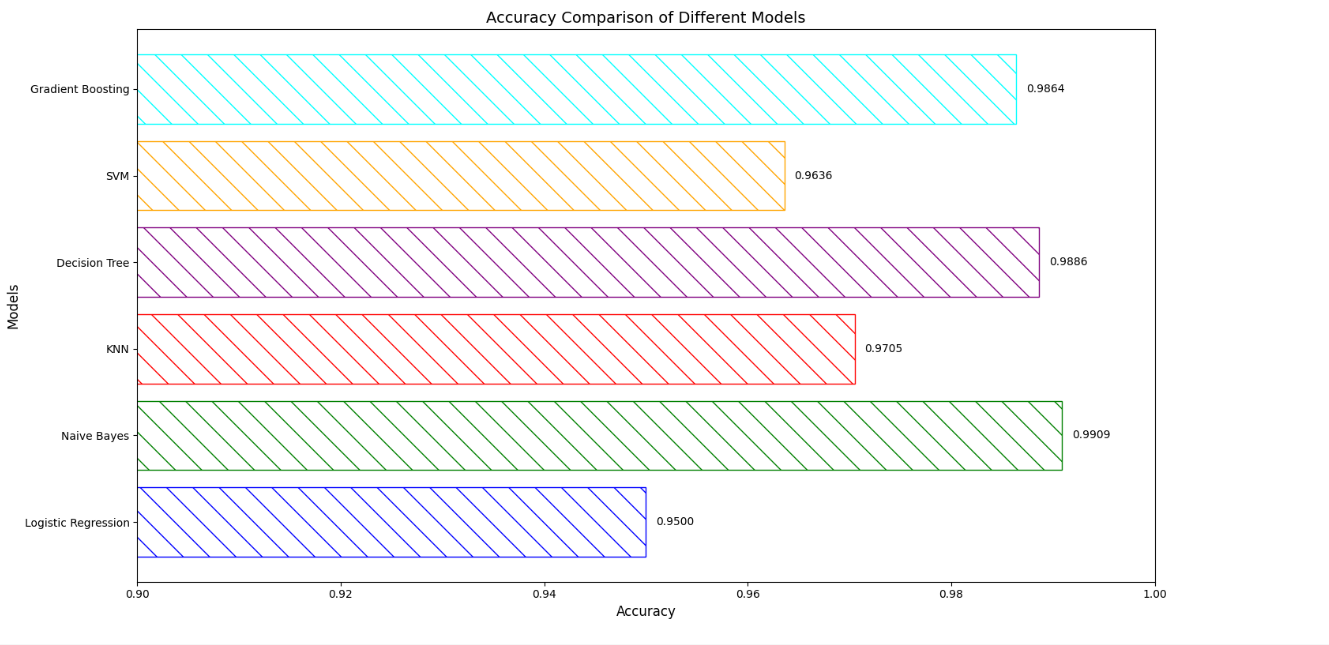 Accuracy Comparison of Different Models
Gradient Boosting
0.9864
SVM
0.9636
Decision Tree
0.9886
Models
KNN
0.9705
Naive Bayes
0.9909
Logistic Regression
0.9500
0.90 0.92 0.94 0.96 0.98 1.00
Accuracy